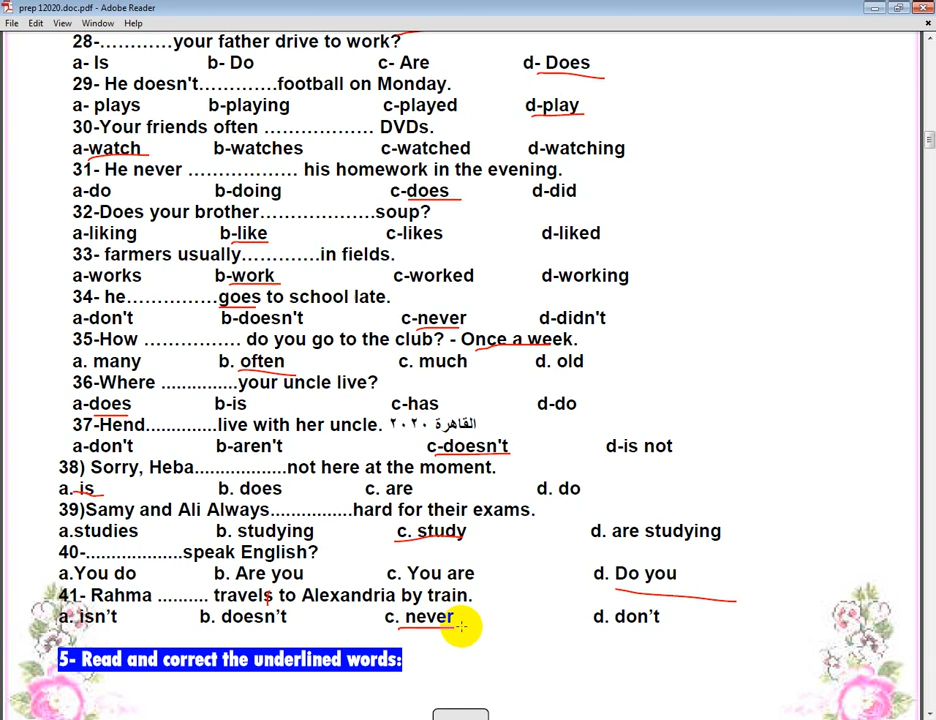 prep 12020.doc.pdf - Adobe Reader
File Edit View Window Help
28-…………your father drive to work?
a- Is b- Do c- Are d- Does
29- He doesn't………….football on Monday.
a- plays b-playing c-played d-play
30-Your friends often ……………… DVDs.
a-watch b-watches c-watched d-watching
31- He never ……………… his homework in the evening.
a-do b-doing c-does d-did
32-Does your brother……………….soup?
a-liking b-like c-likes d-liked
33- farmers usually………….in fields.
a-works b-work c-worked d-working
34- he……………goes to school late.
a-don't b-doesn't c-never d-didn't
35-How ……………. do you go to the club? - Once a week.
a. many b. often c. much d. old
36-Where ...............your uncle live?
a-does b-is c-has d-do
37-Hend..............live with her uncle. القاهرة ٢٠٢٠
a-don't b-aren't c-doesn't d-is not
38) Sorry, Heba..................not here at the moment.
a. is b. does c. are d. do
39)Samy and Ali Always................hard for their exams.
a.studies b. studying c. study d. are studying
40-...................speak English?
a.You do b. Are you c. You are d. Do you
41- Rahma .......... travels to Alexandria by train.
a. isn’t b. doesn’t c. never d. don’t
5- Read and correct the underlined words: